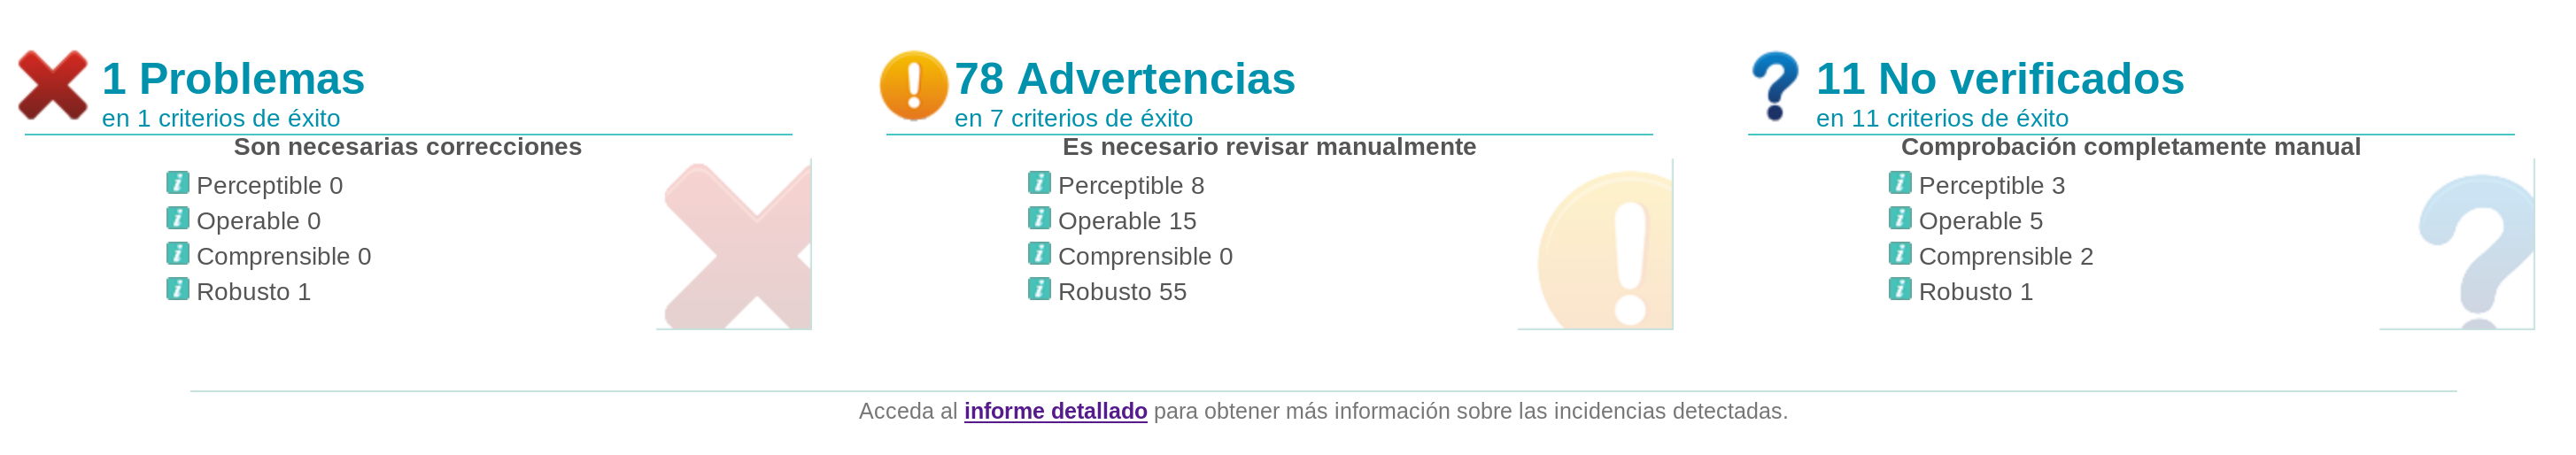 1 Problemas
en 1 criterios de éxito
Son necesarias correcciones
Perceptible 0
Operable 0
Comprensible 0
Robusto 1
78 Advertencias
en 7 criterios de éxito
Es necesario revisar manualmente
Perceptible 8
Operable 15
Comprensible 0
Robusto 55
11 No verificados
en 11 criterios de éxito
Comprobación completamente manual
Perceptible 3
Operable 5
Comprensible 2
Robusto 1
Acceda al informe detallado para obtener más información sobre las incidencias detectadas.